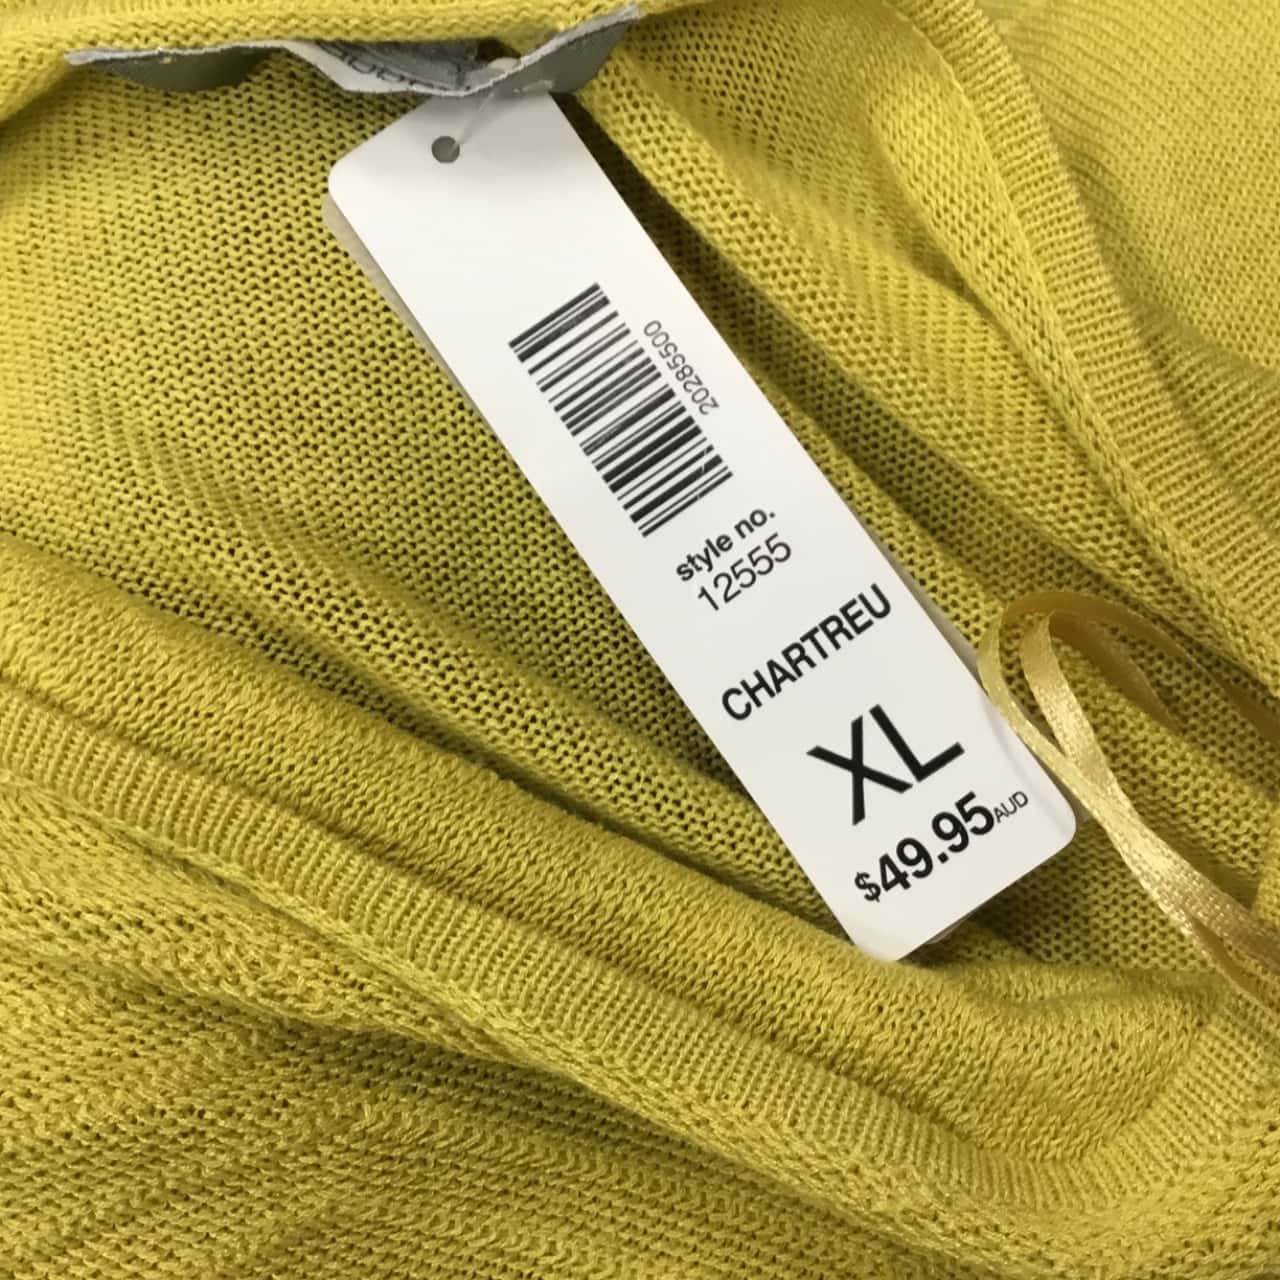 20285500
style no.
12555
CHARTREU
XL
$49.95AUD